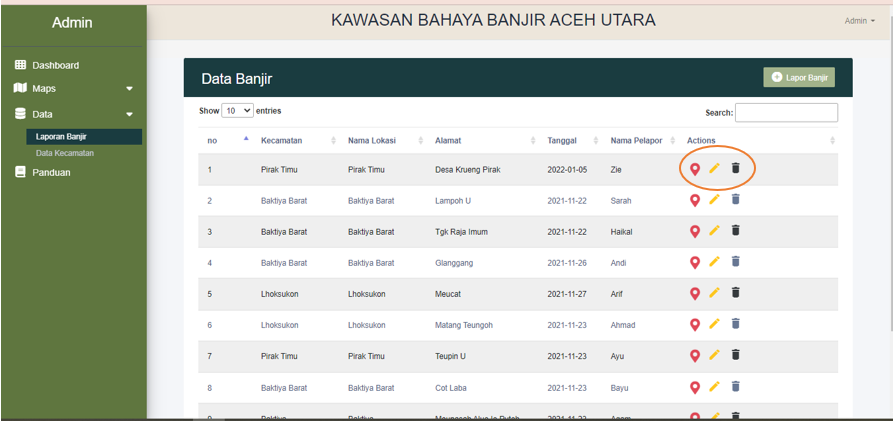 Admin
KAWASAN BAHAYA BANJIR ACEH UTARA
Admin
Dashboard
Maps
Data
Laporan Banjir
Data Kecamatan
Panduan
Data Banjir
Lapor Banjir
Show 10 entries
Search:
no Kecamatan Nama Lokasi Alamat Tanggal Nama Pelapor Actions
1 Pirak Timu Pirak Timu Desa Krueng Pirak 2022-01-05 Zie
2 Baktiya Barat Baktiya Barat Lampoh U 2021-11-22 Sarah
3 Baktiya Barat Baktiya Barat Tgk Raja Imum 2021-11-22 Haikal
4 Baktiya Barat Baktiya Barat Glanggang 2021-11-26 Andi
5 Lhoksukon Lhoksukon Meucat 2021-11-27 Arif
6 Lhoksukon Lhoksukon Matang Teungoh 2021-11-23 Ahmad
7 Pirak Timu Pirak Timu Teupin U 2021-11-23 Ayu
8 Baktiya Barat Baktiya Barat Cot Laba 2021-11-23 Bayu
9 Baktiya Baktiya